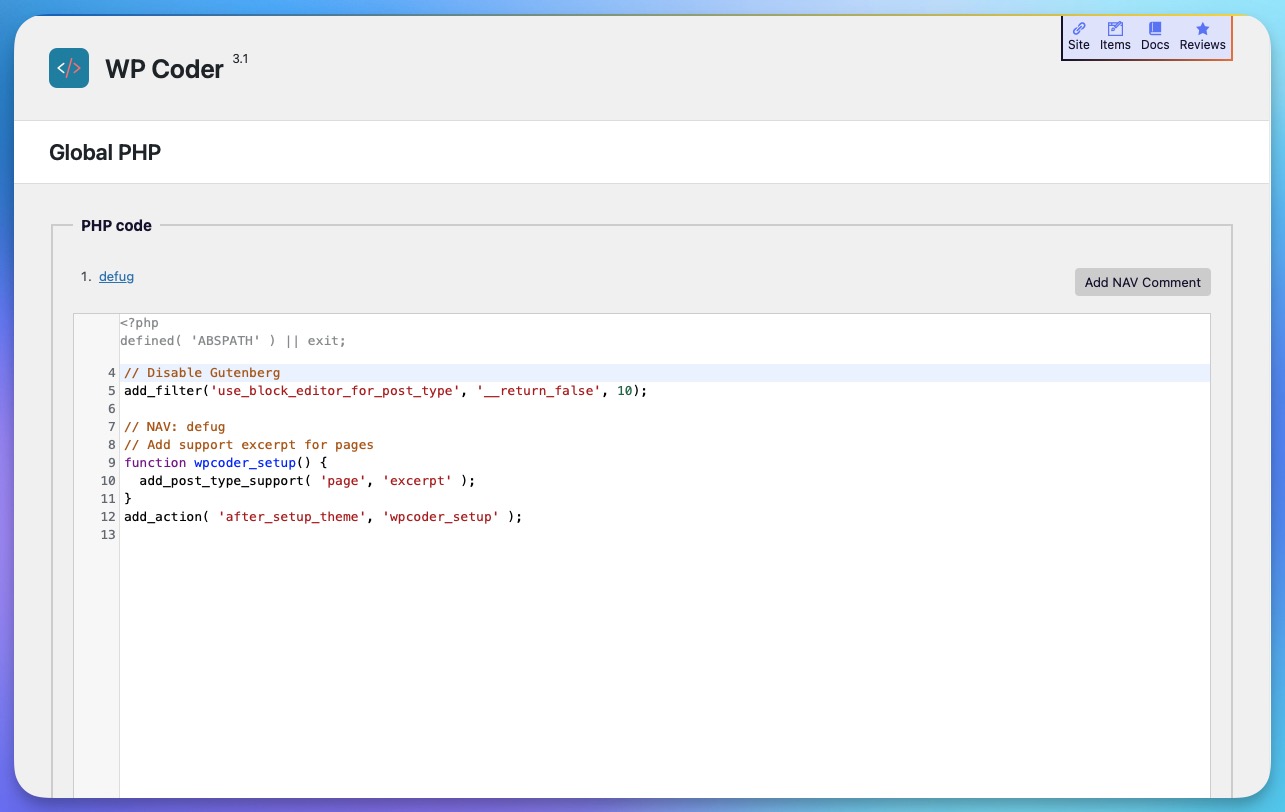 Site Items Docs Reviews
</> WP Coder 3.1
Global PHP
PHP code
1. defug
Add NAV Comment
<?php
defined( 'ABSPATH' ) || exit;
4 // Disable Gutenberg
5 add_filter('use_block_editor_for_post_type', '__return_false', 10);
6
7 // NAV: defug
8 // Add support excerpt for pages
9 function wpcoder_setup() {
10   add_post_type_support( 'page', 'excerpt' );
11 }
12 add_action( 'after_setup_theme', 'wpcoder_setup' );
13